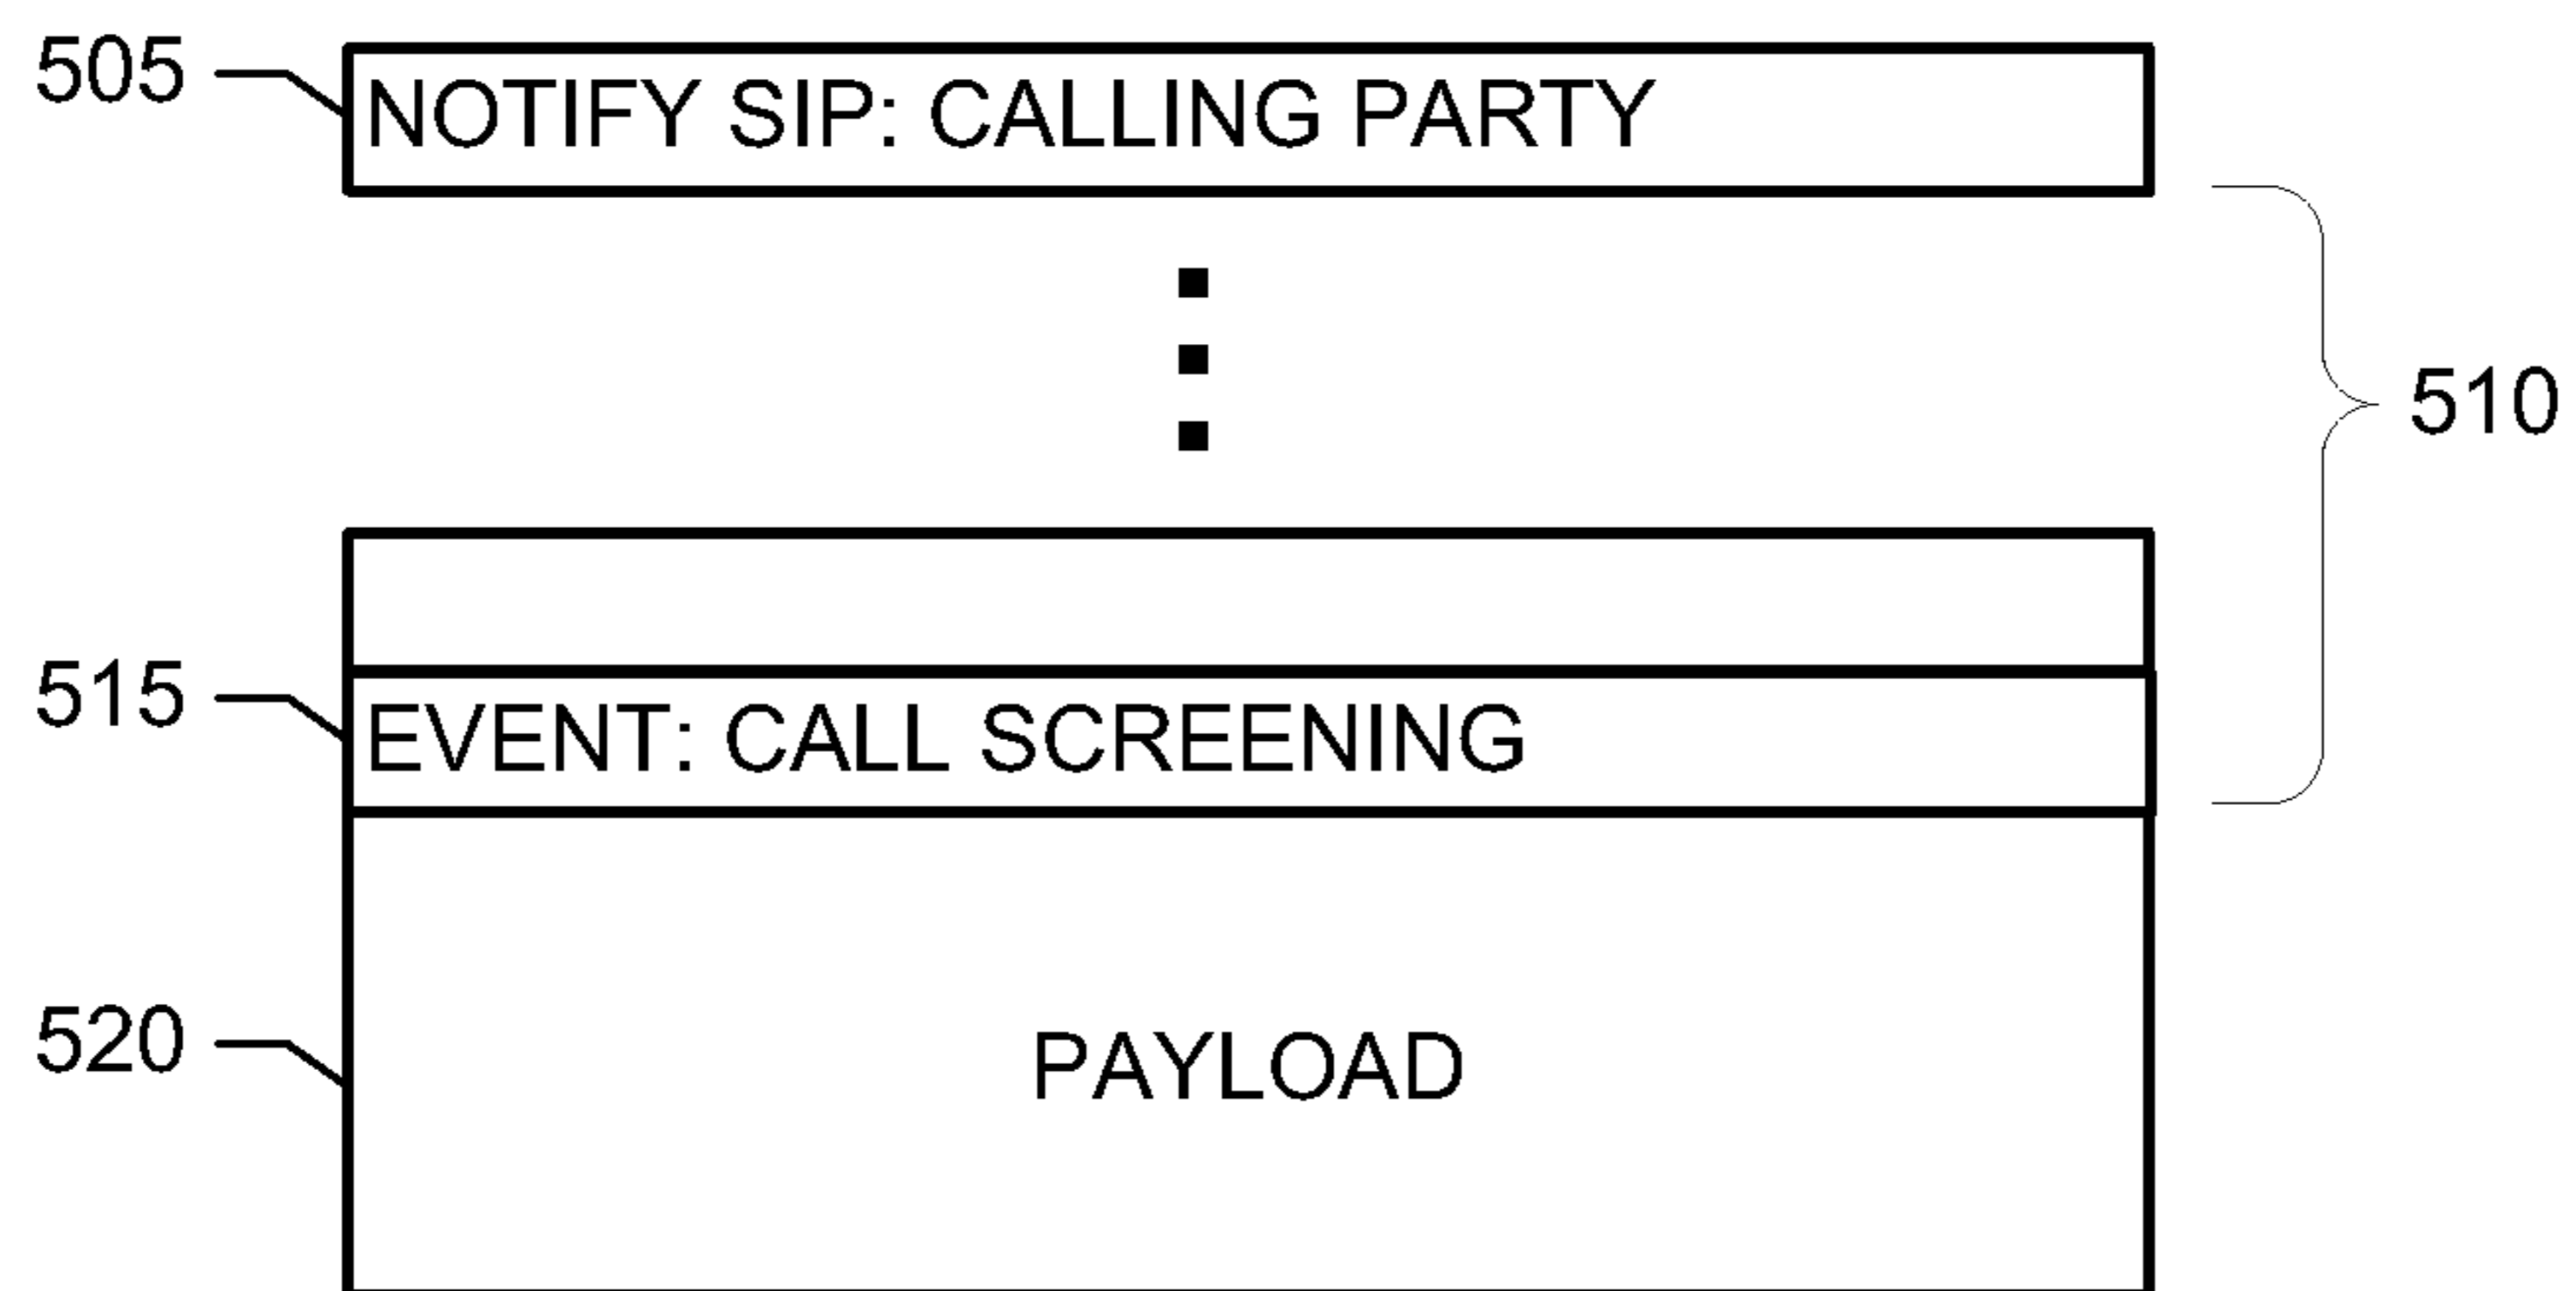 505
NOTIFY SIP: CALLING PARTY
510
515
EVENT: CALL SCREENING
520
PAYLOAD